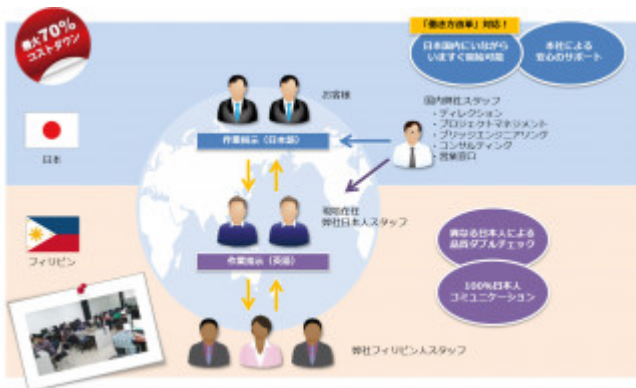 最大70%
コストダウン
「働き方改革」対応！
日本国内にいながら
いますぐ開始可能
本社による
安心のサポート
お客様
国内弊社スタッフ
・ディレクション
・プロジェクトマネジメント
・ブリッジエンジニアリング
・コンサルティング
・営業窓口
日本
作業指示（日本語）
現地在住
弊社日本人スタッフ
フィリピン
異なる日本人による
品質ダブルチェック
作業指示（英語）
100%日本人
コミュニケーション
弊社フィリピン人スタッフ